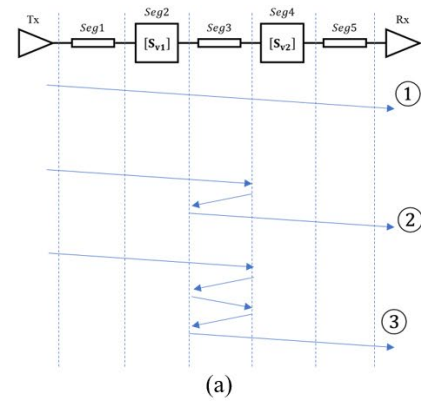 Seg2 Seg4
Tx Seg1 Seg3 Seg5 Rx
[Sv1] [Sv2]
①
②
③
(a)